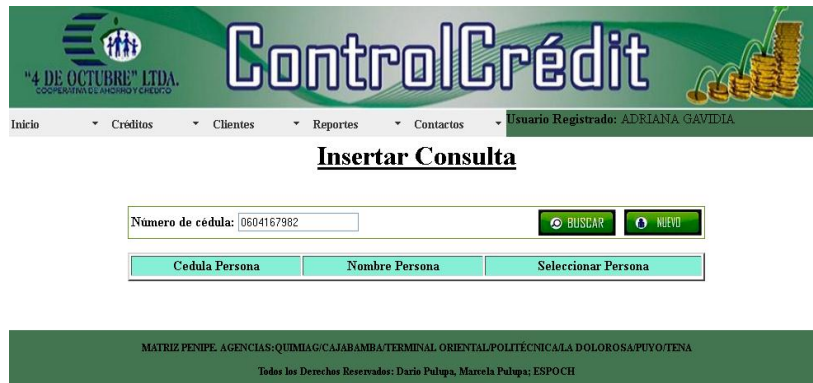 "4 DE OCTUBRE" LTDA.
COOPERATIVA DE AHORRO Y CREDITO
ControlCrédit
Inicio Créditos Clientes Reportes Contactos Usuario Registrado: ADRIANA GAVIDIA
Insertar Consulta
Número de cédula: 0604167982 BUSCAR NUEVO
Cedula Persona Nombre Persona Seleccionar Persona
MATRIZ PENIPE. AGENCIAS:QUIMIAG/CAJABAMBA/TERMINAL ORIENTAL/POLITÉCNICA/LA DOLOROSA/PUYO/TENA
Todos los Derechos Reservados: Dario Pulupa, Marcela Pulupa; ESPOCH